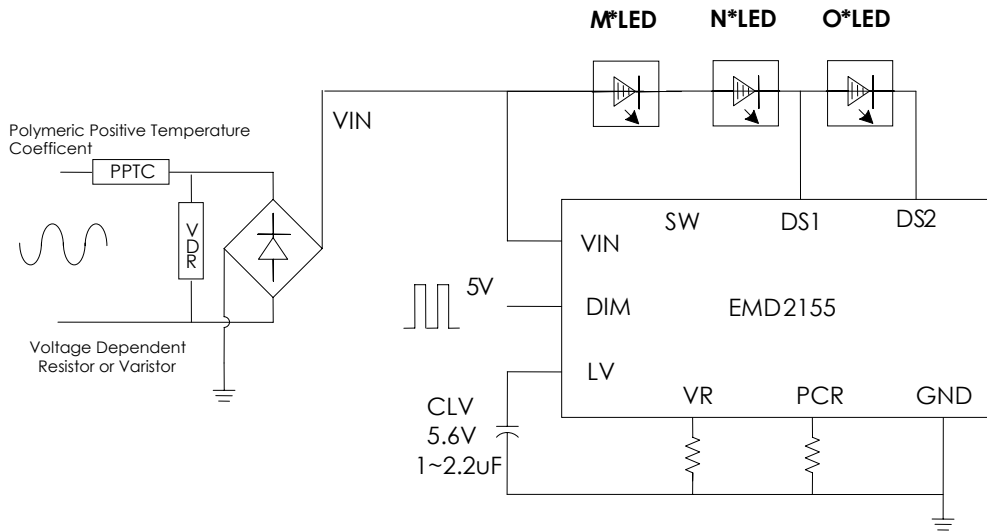 M*LED
N*LED
O*LED
VIN
Polymeric Positive Temperature
Coefficent
PPTC
VDR
SW
DS1
DS2
VIN
5V
DIM
EMD2155
LV
Voltage Dependent
Resistor or Varistor
VR
PCR
GND
CLV
5.6V
1~2.2uF